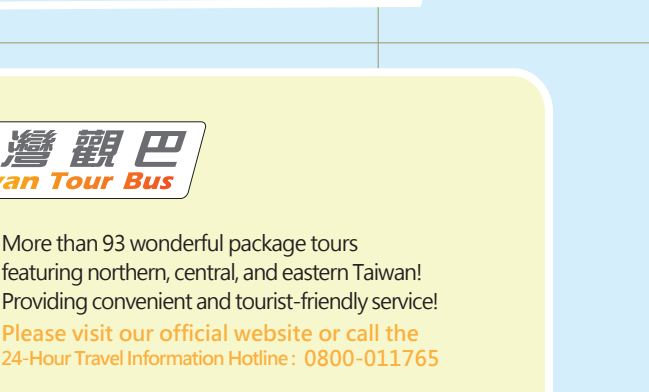 灣觀巴
an Tour Bus
More than 93 wonderful package tours
featuring northern, central, and eastern Taiwan!
Providing convenient and tourist-friendly service!
Please visit our official website or call the
24-Hour Travel Information Hotline : 0800-011765